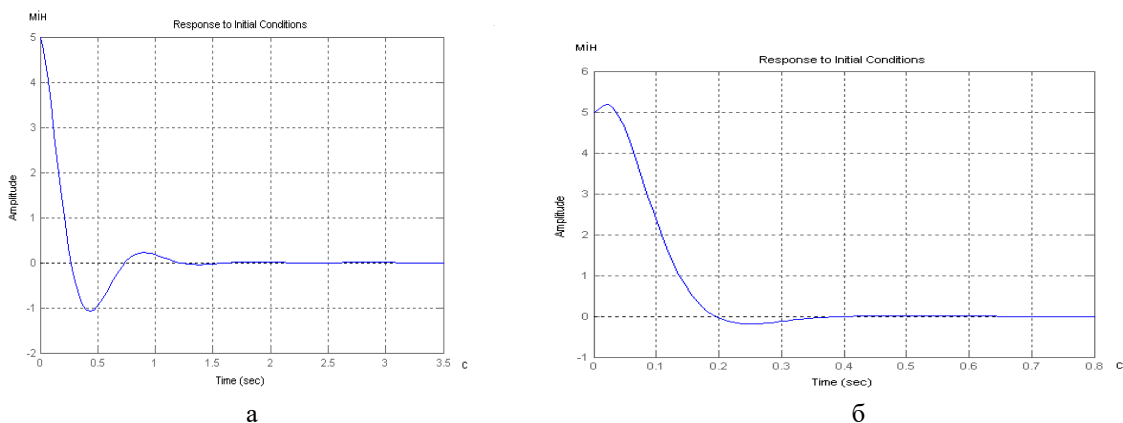 мін
Response to Initial Conditions
5
4
3
2
1
0
-1
-2
Amplitude
0 0.5 1 1.5 2 2.5 3 3.5 с
Time (sec)
а
мін
Response to Initial Conditions
6
5
4
3
2
1
0
-1
Amplitude
0 0.1 0.2 0.3 0.4 0.5 0.6 0.7 0.8 с
Time (sec)
б